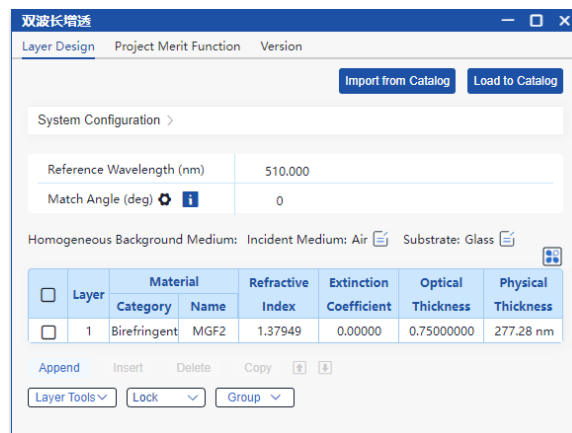 双波长增透
Layer Design Project Merit Function Version
Import from Catalog Load to Catalog
System Configuration >
Reference Wavelength (nm) 510.000
Match Angle (deg) i 0
Homogeneous Background Medium: Incident Medium: Air Substrate: Glass
Layer Material Refractive Index Extinction Coefficient Optical Thickness Physical Thickness
Category Name
1 Birefringent MGF2 1.37949 0.00000 0.75000000 277.28 nm
Append Insert Delete Copy
Layer Tools Lock Group